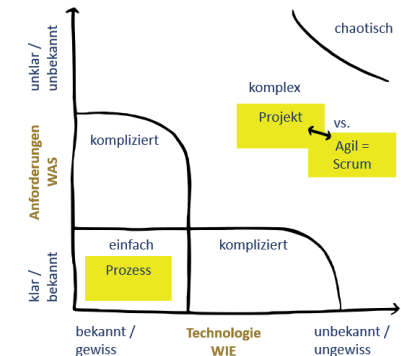 chaotisch
unklar /
unbekannt
komplex
Projekt
vs.
Agil =
Scrum
kompliziert
Anforderungen
WAS
einfach
kompliziert
Prozess
klar /
bekannt
bekannt /
gewiss
Technologie
WIE
unbekannt /
ungewiss